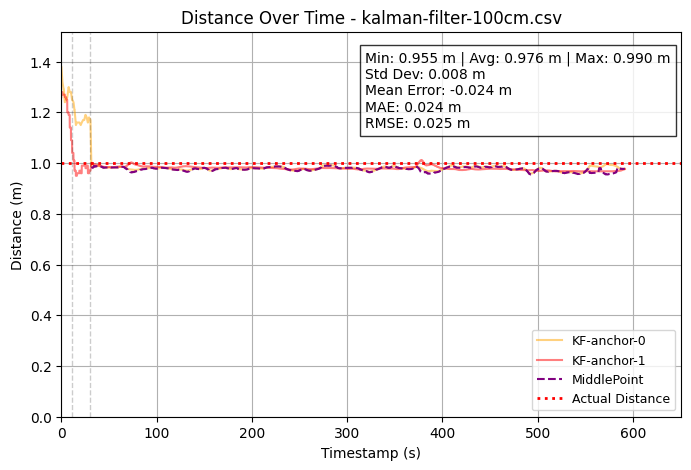 Distance Over Time - kalman-filter-100cm.csv
Min: 0.955 m | Avg: 0.976 m | Max: 0.990 m
Std Dev: 0.008 m
Mean Error: -0.024 m
MAE: 0.024 m
RMSE: 0.025 m
Distance (m)
1.4
1.2
1.0
0.8
0.6
0.4
0.2
0.0
KF-anchor-0
KF-anchor-1
MiddlePoint
Actual Distance
0 100 200 300 400 500 600
Timestamp (s)